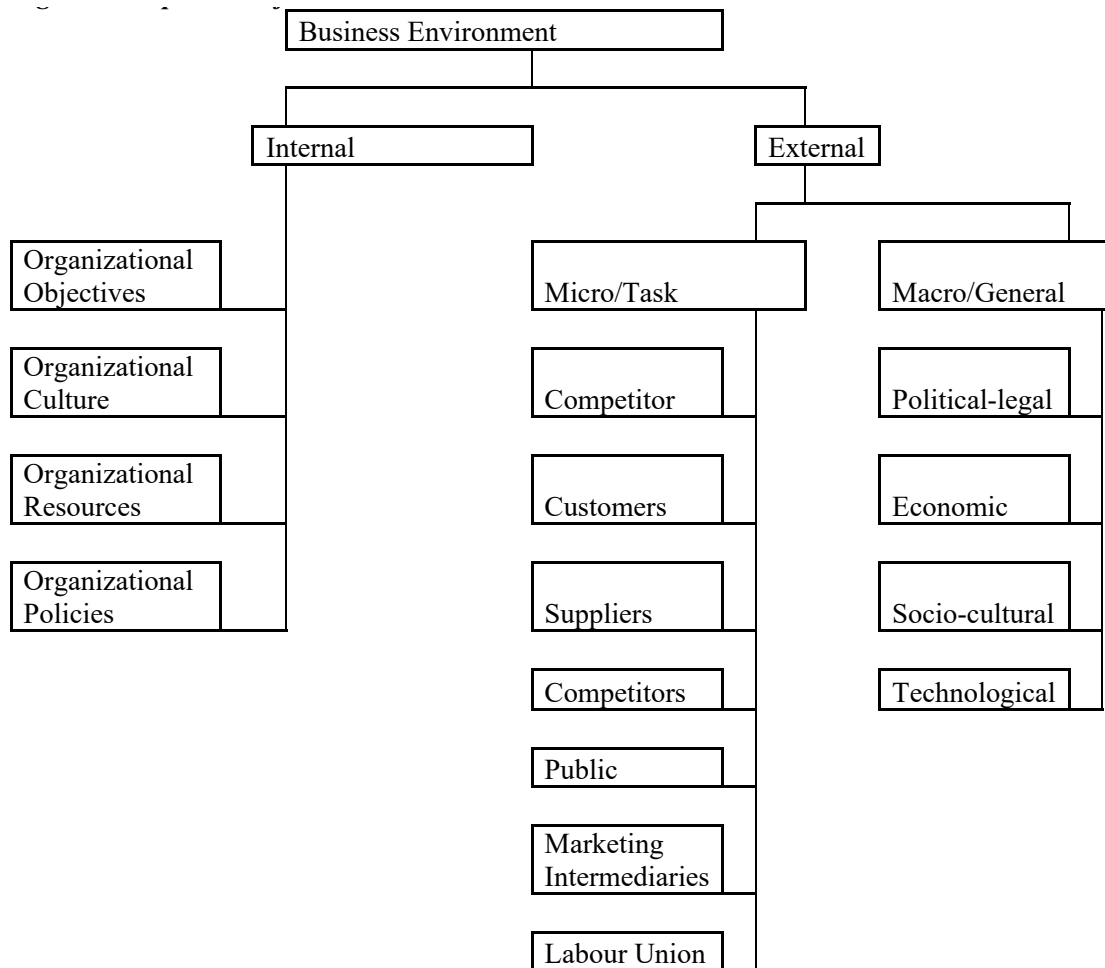 Business Environment
Internal
External
Organizational
Objectives
Micro/Task
Macro/General
Organizational
Culture
Competitor
Political-legal
Organizational
Resources
Customers
Economic
Organizational
Policies
Suppliers
Socio-cultural
Competitors
Technological
Public
Marketing
Intermediaries
Labour Union